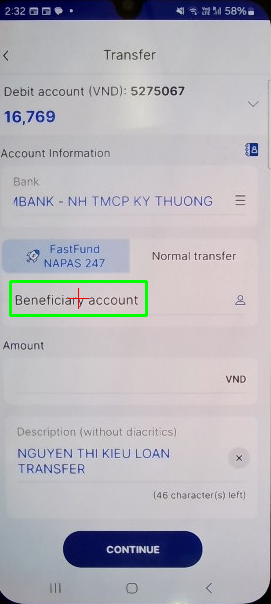 2:32 58%
Transfer
Debit account (VND): 5275067
16,769
Account Information
Bank
MBANK - NH TMCP KY THUONG
FastFund
NAPAS 247
Normal transfer
Beneficiary account
Amount
VND
Description (without diacritics)
NGUYEN THI KIEU LOAN
TRANSFER
(46 character(s) left)
CONTINUE